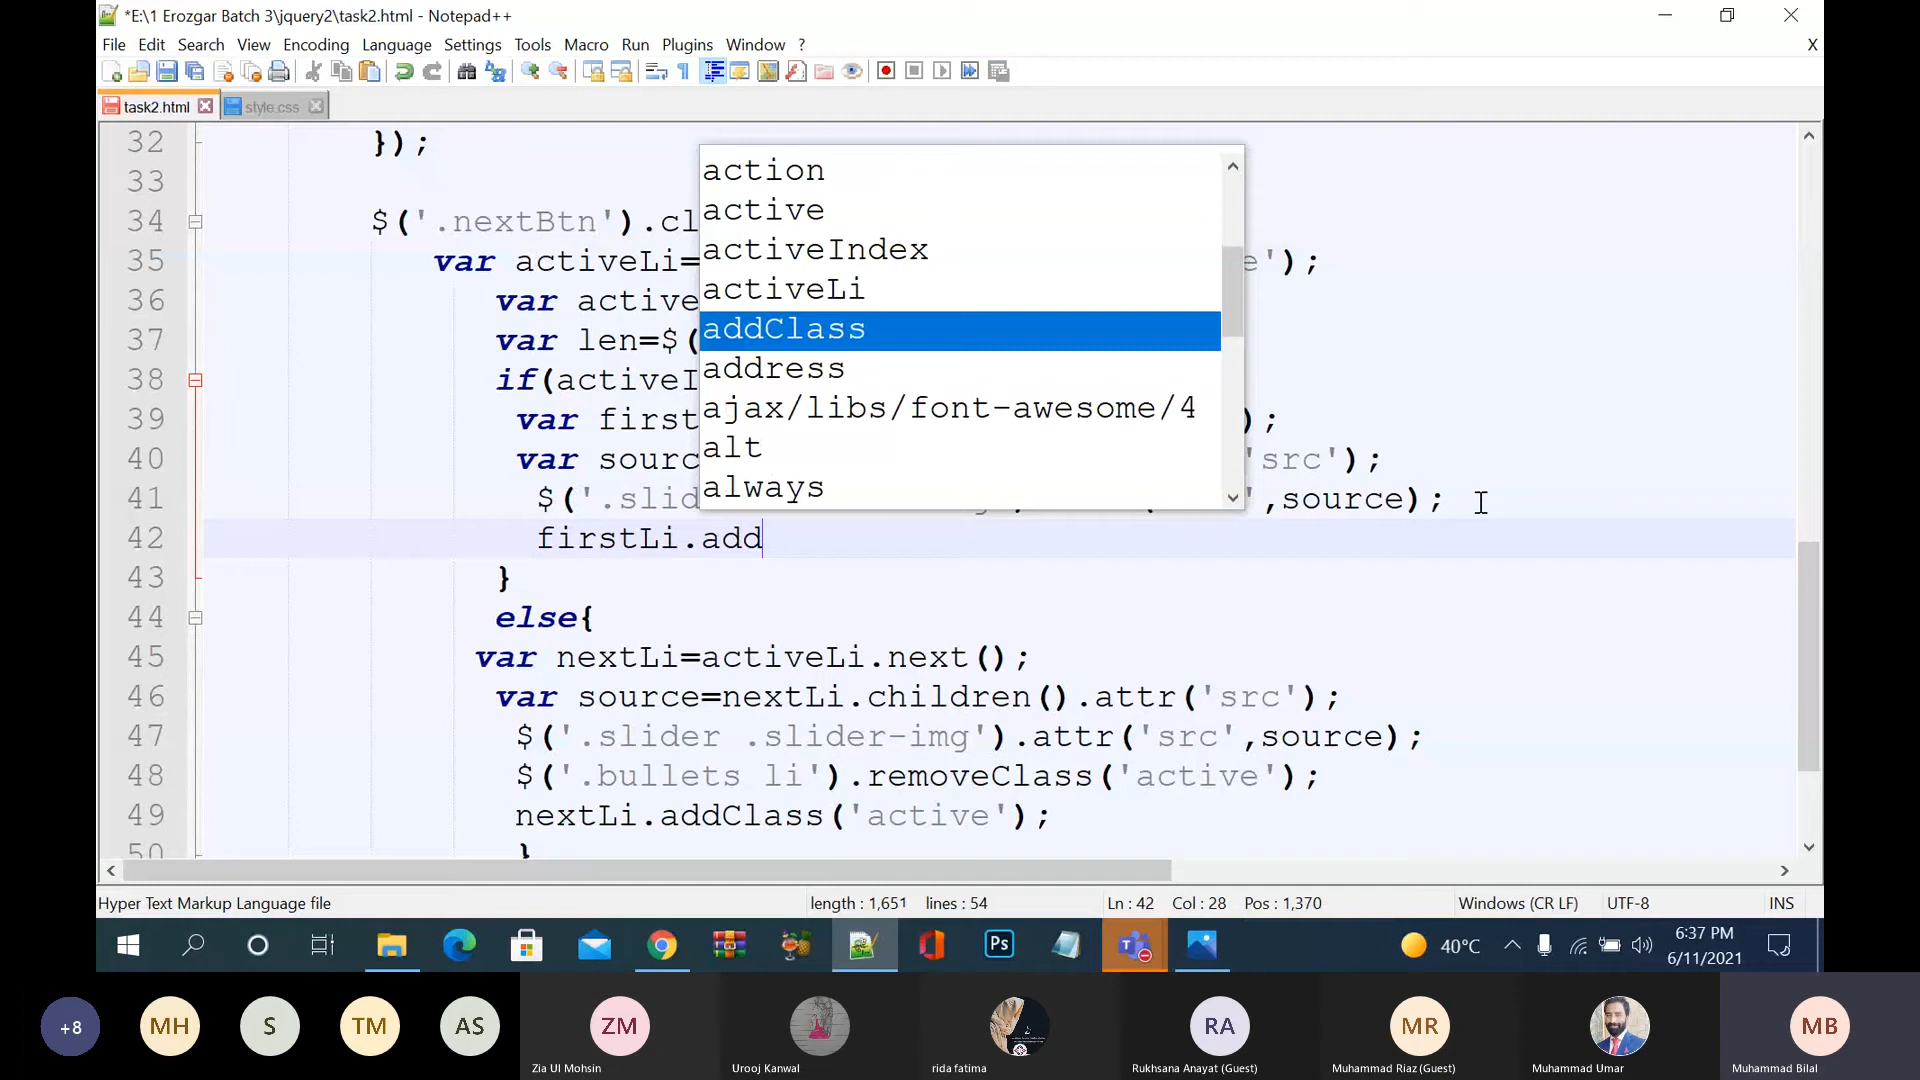 *E:\1 Erozgar Batch 3\jquery2\task2.html - Notepad++
File Edit Search View Encoding Language Settings Tools Macro Run Plugins Window ?
X
task2.html
style.css
32 });
33
34 $('.nextBtn').cl
35 var activeLi= e');
36 var active
37 var len=$(
38 if(activeI
39 var first );
40 var sourc 'src');
41 $('.slid ',source);
42 firstLi.add
43 }
44 else{
45 var nextLi=activeLi.next();
46 var source=nextLi.children().attr('src');
47 $('.slider .slider-img').attr('src',source);
48 $('.bullets li').removeClass('active');
49 nextLi.addClass('active');
50 }
action
active
activeIndex
activeLi
addClass
address
ajax/libs/font-awesome/4
alt
always
Hyper Text Markup Language file length : 1,651 lines : 54 Ln : 42 Col : 28 Pos : 1,370 Windows (CR LF) UTF-8 INS
Ps
40°C
6:37 PM
6/11/2021
+8 MH S TM AS ZM RA MR MB
Zia Ul Mohsin Urooj Kanwal rida fatima Rukhsana Anayat (Guest) Muhammad Riaz (Guest) Muhammad Umar Muhammad Bilal